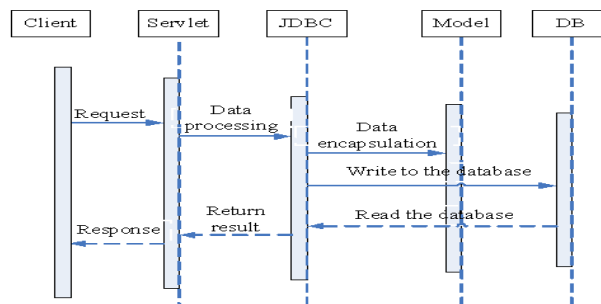 Client
Servlet
JDBC
Model
DB
Request
Data
processing
Data
encapsulation
Write to the database
Read the database
Return
result
Response